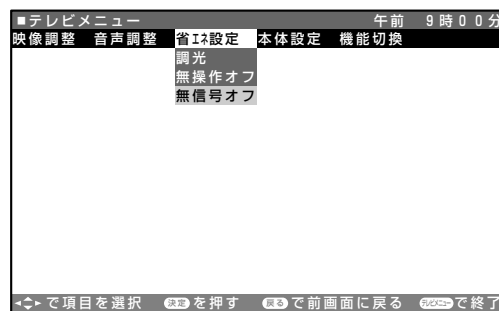 ■テレビメニュー 午前 9時00分
映像調整 音声調整 省エネ設定 本体設定 機能切換
調光
無操作オフ
無信号オフ
で項目を選択 決定を押す 戻るで前画面に戻る テレビメニューで終了